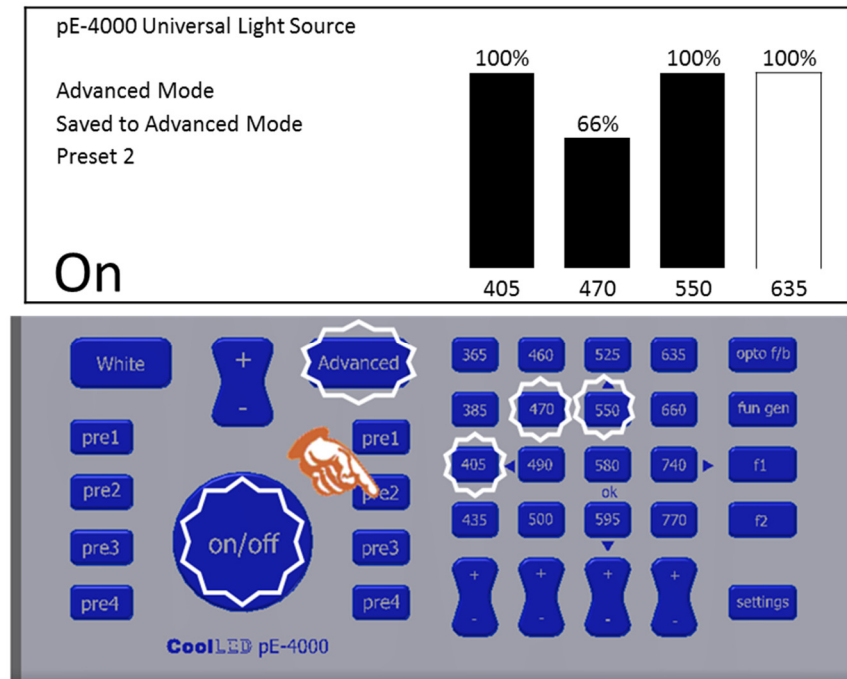 pE-4000 Universal Light Source
Advanced Mode
Saved to Advanced Mode
Preset 2
On
100% 66% 100% 100%
405 470 550 635
White + - Advanced
pre1 pre1
pre2 pre2
pre3 on/off pre3
pre4 pre4
CoolLED pE-4000
365 460 525 635 opto f/b
385 470 550 660 fun gen
405 490 580 740 f1
ok
435 500 595 770 f2
+ + + +
- - - -
settings